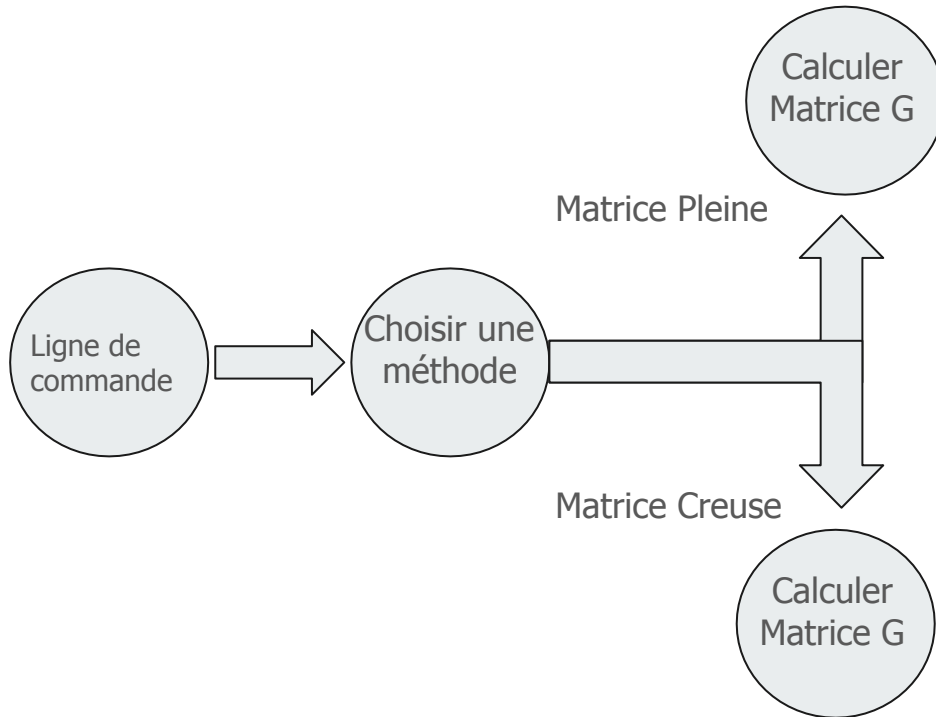 Calculer
Matrice G
Matrice Pleine
Ligne de
commande
Choisir une
méthode
Matrice Creuse
Calculer
Matrice G